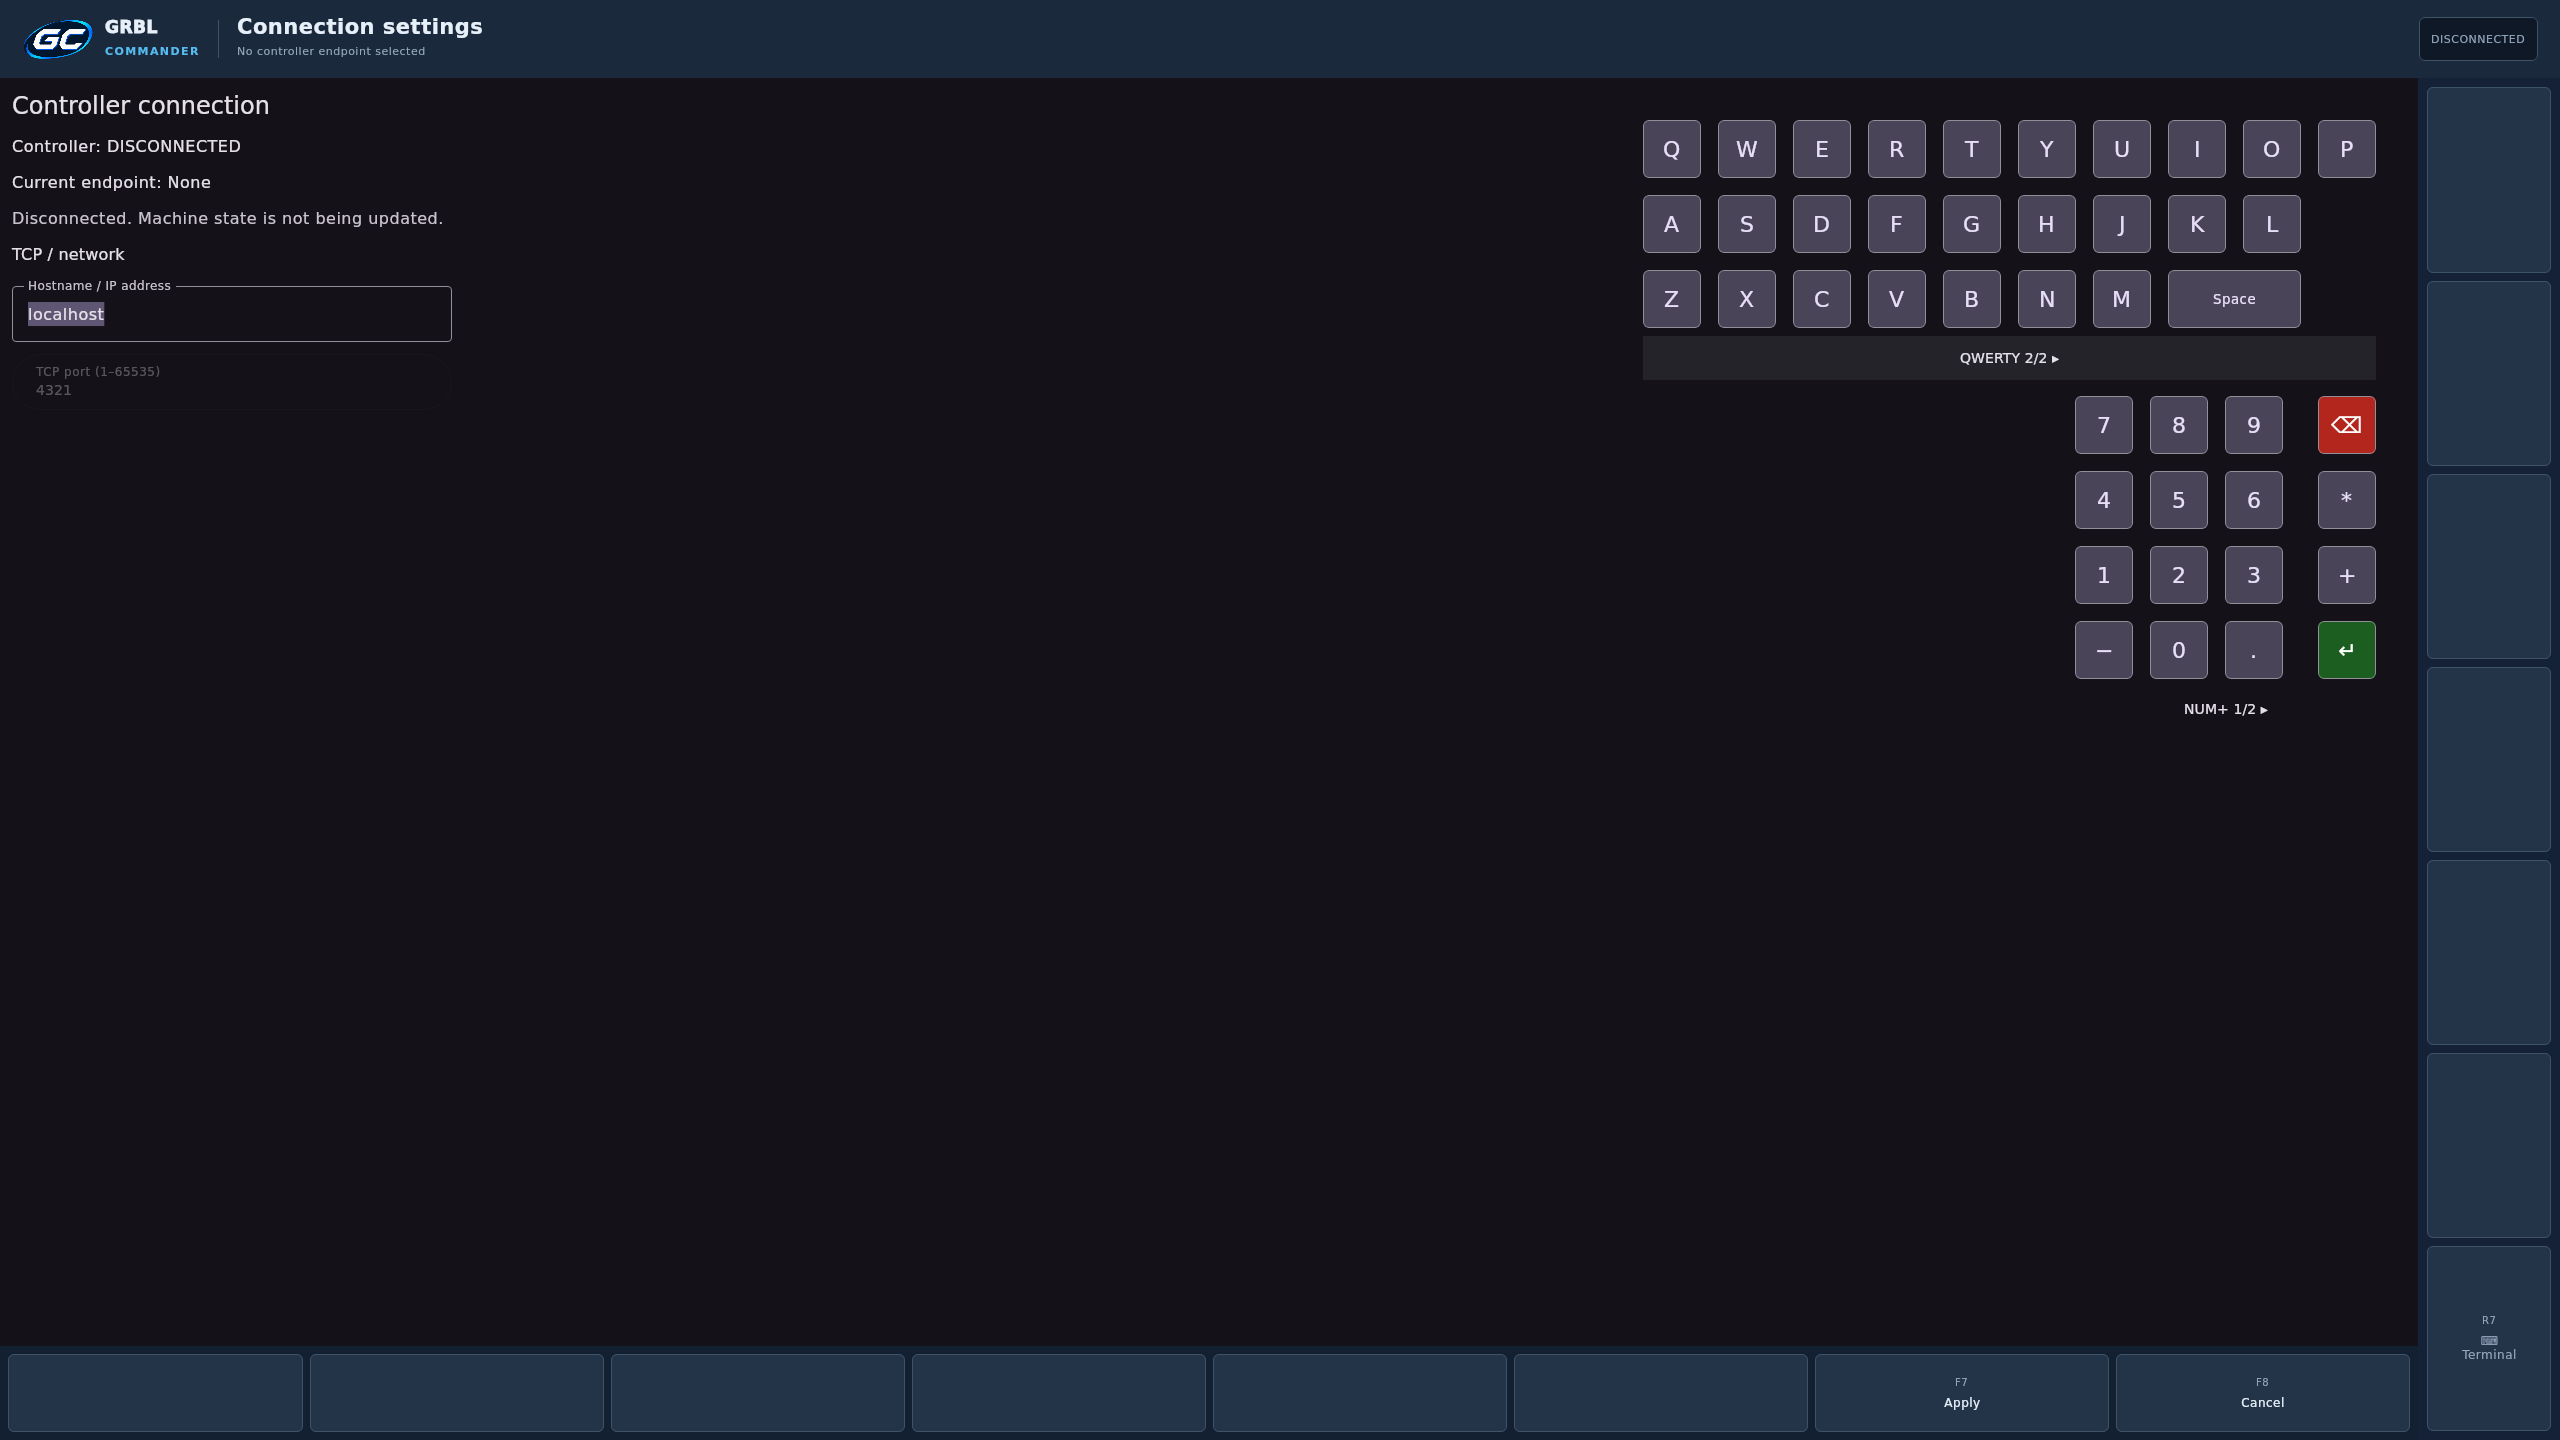 GC
GRBL
COMMANDER
Connection settings
No controller endpoint selected
DISCONNECTED
Controller connection
Controller: DISCONNECTED
Current endpoint: None
Disconnected. Machine state is not being updated.
TCP / network
Hostname / IP address
localhost
TCP port (1–65535)
4321
Q W E R T Y U I O P
A S D F G H J K L
Z X C V B N M Space
QWERTY 2/2 ▸
7 8 9 ⌫
4 5 6 *
1 2 3 +
− 0 . ↵
NUM+ 1/2 ▸
R7
⌨
Terminal
F7
Apply
F8
Cancel